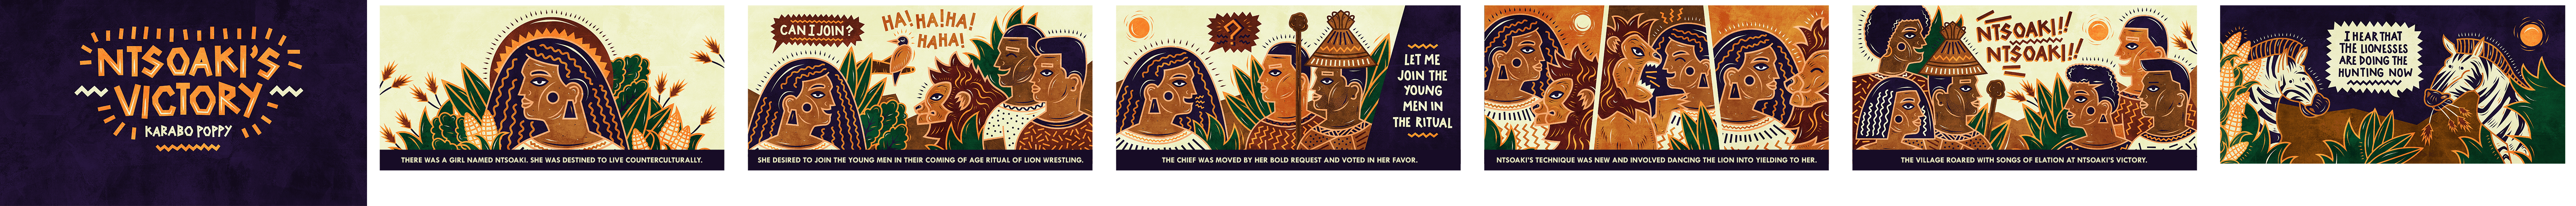 NTSOAKI'S
VICTORY
KARABO POPPY
THERE WAS A GIRL NAMED NTSOAKI. SHE WAS DESTINED TO LIVE COUNTERCULTURALLY.
CAN I JOIN?
HA! HA! HA!
HAHA!
SHE DESIRED TO JOIN THE YOUNG MEN IN THEIR COMING OF AGE RITUAL OF LION WRESTLING.
LET ME
JOIN THE
YOUNG
MEN IN
THE RITUAL
THE CHIEF WAS MOVED BY HER BOLD REQUEST AND VOTED IN HER FAVOR.
NTSOAKI'S TECHNIQUE WAS NEW AND INVOLVED DANCING THE LION INTO YIELDING TO HER.
NTSOAKI!!
NTSOAKI!!
THE VILLAGE ROARED WITH SONGS OF ELATION AT NTSOAKI'S VICTORY.
I HEAR THAT
THE LIONESSES
ARE DOING THE
HUNTING NOW